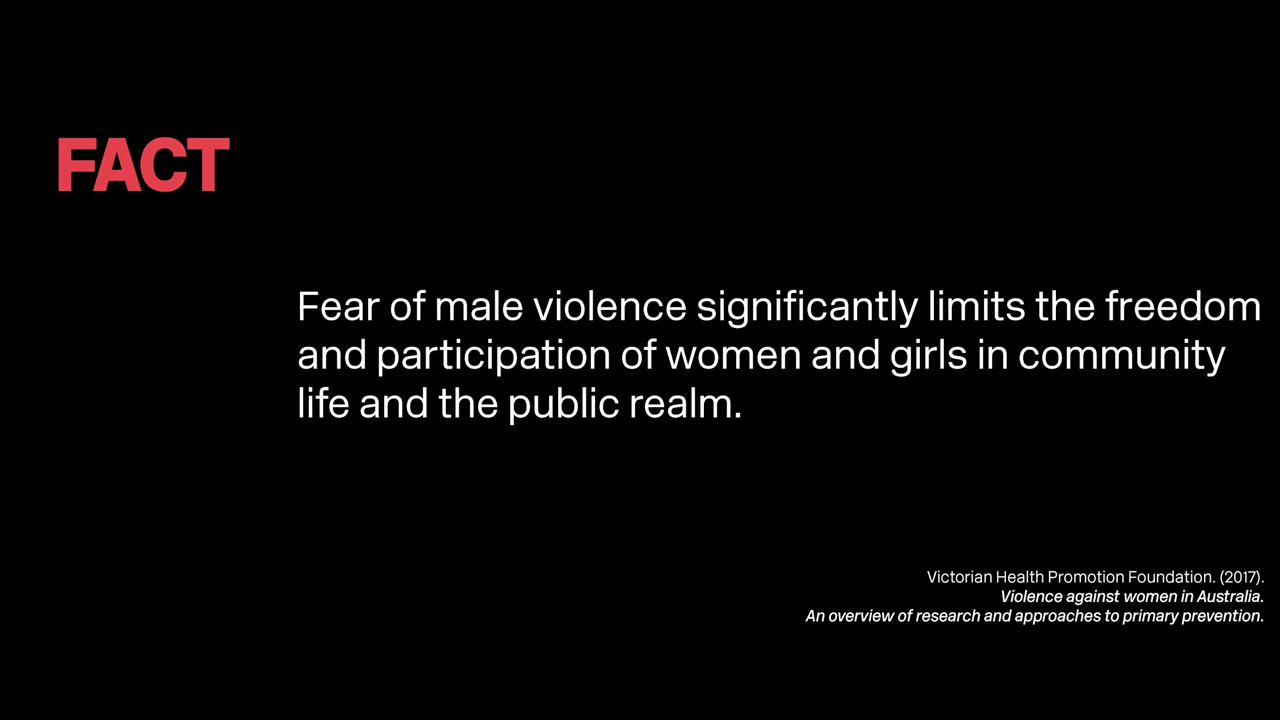 FACT
Fear of male violence significantly limits the freedom
and participation of women and girls in community
life and the public realm.
Victorian Health Promotion Foundation. (2017).
Violence against women in Australia.
An overview of research and approaches to primary prevention.